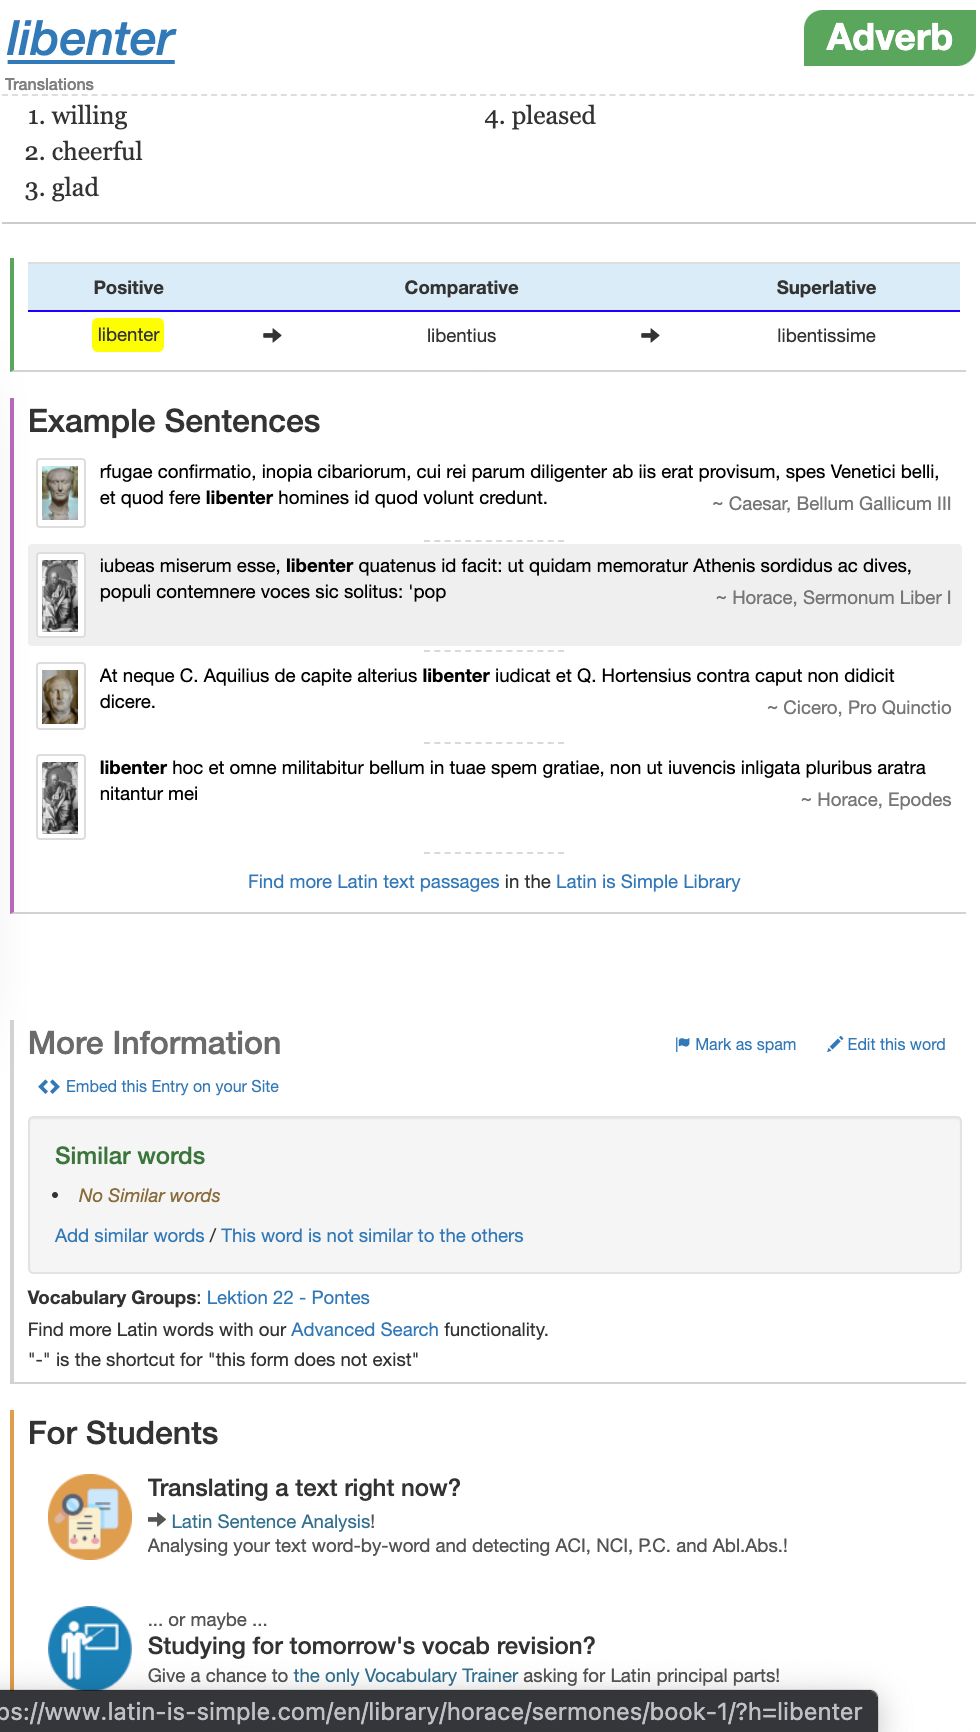 libenter
Adverb
Translations
1. willing
2. cheerful
3. glad
4. pleased
Positive Comparative Superlative
libenter libentius libentissime
Example Sentences
rfugae confirmatio, inopia cibariorum, cui rei parum diligenter ab iis erat provisum, spes Venetici belli,
et quod fere libenter homines id quod volunt credunt.
~ Caesar, Bellum Gallicum III
iubeas miserum esse, libenter quatenus id facit: ut quidam memoratur Athenis sordidus ac dives,
populi contemnere voces sic solitus: 'pop
~ Horace, Sermonum Liber I
At neque C. Aquilius de capite alterius libenter iudicat et Q. Hortensius contra caput non didicit
dicere.
~ Cicero, Pro Quinctio
libenter hoc et omne militabitur bellum in tuae spem gratiae, non ut iuvencis inligata pluribus aratra
nitantur mei
~ Horace, Epodes
Find more Latin text passages in the Latin is Simple Library
More Information
Mark as spam
Edit this word
Embed this Entry on your Site
Similar words
• No Similar words
Add similar words / This word is not similar to the others
Vocabulary Groups: Lektion 22 - Pontes
Find more Latin words with our Advanced Search functionality.
"-" is the shortcut for "this form does not exist"
For Students
Translating a text right now?
Latin Sentence Analysis!
Analysing your text word-by-word and detecting ACI, NCI, P.C. and Abl.Abs.!
... or maybe ...
Studying for tomorrow's vocab revision?
Give a chance to the only Vocabulary Trainer asking for Latin principal parts!
ps://www.latin-is-simple.com/en/library/horace/sermones/book-1/?h=libenter